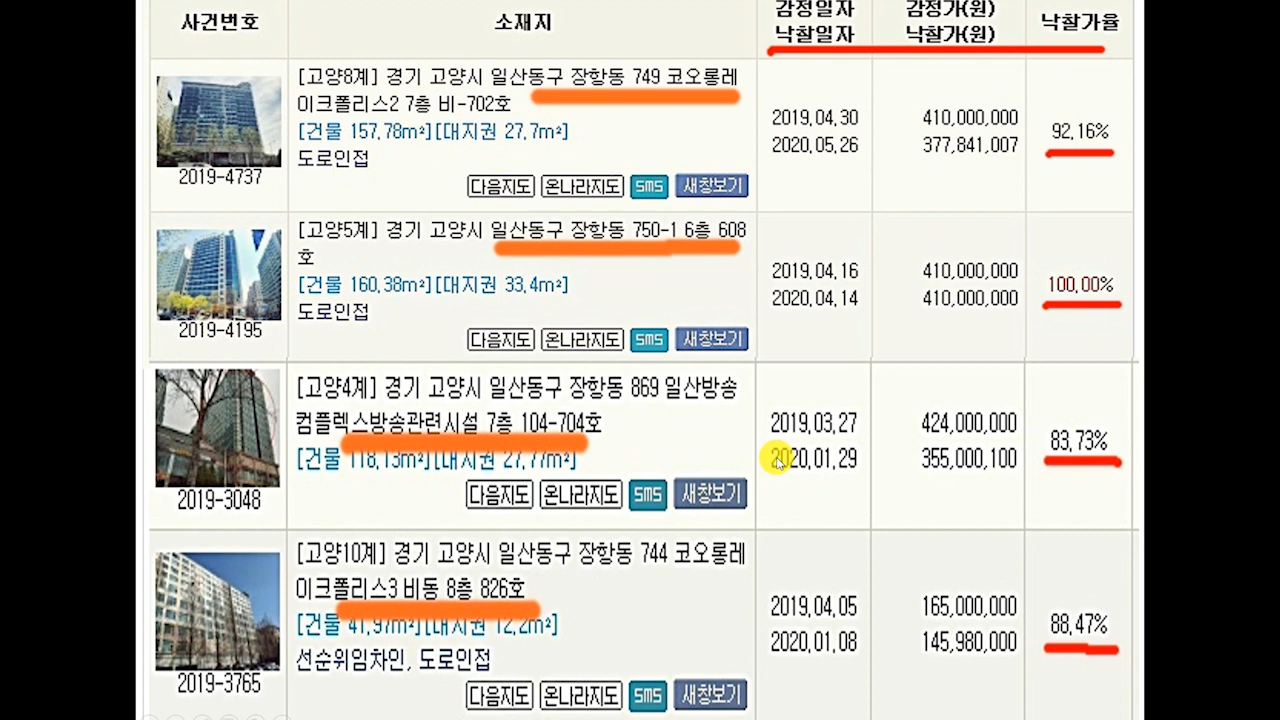 사건번호
소재지
감정일자
낙찰일자
감정가(원)
낙찰가(원)
낙찰가율
2019-4737
[고양8계] 경기 고양시 일산동구 장항동 749 코오롱레
이크폴리스2 7층 비-702호
[건물 157,78m²][대지권 27,7m²]
도로인접
다음지도 온나라지도 SMS 새창보기
2019,04,30
2020,05,26
410,000,000
377,841,007
92,16%
2019-4195
[고양5계] 경기 고양시 일산동구 장항동 750-1 6층 608
호
[건물 160,38m²][대지권 33,4m²]
도로인접
다음지도 온나라지도 SMS 새창보기
2019,04,16
2020,04,14
410,000,000
410,000,000
100,00%
2019-3048
[고양4계] 경기 고양시 일산동구 장항동 869 일산방송
컴플렉스방송관련시설 7층 104-704호
[건물 118,13m²][대지권 27,77m²]
다음지도 온나라지도 SMS 새창보기
2019,03,27
2020,01,29
424,000,000
355,000,100
83,73%
2019-3765
[고양10계] 경기 고양시 일산동구 장항동 744 코오롱레
이크폴리스3 비동 8층 826호
[건물 41,97m²][대지권 12,2m²]
선순위임차인, 도로인접
다음지도 온나라지도 SMS 새창보기
2019,04,05
2020,01,08
165,000,000
145,980,000
88,47%